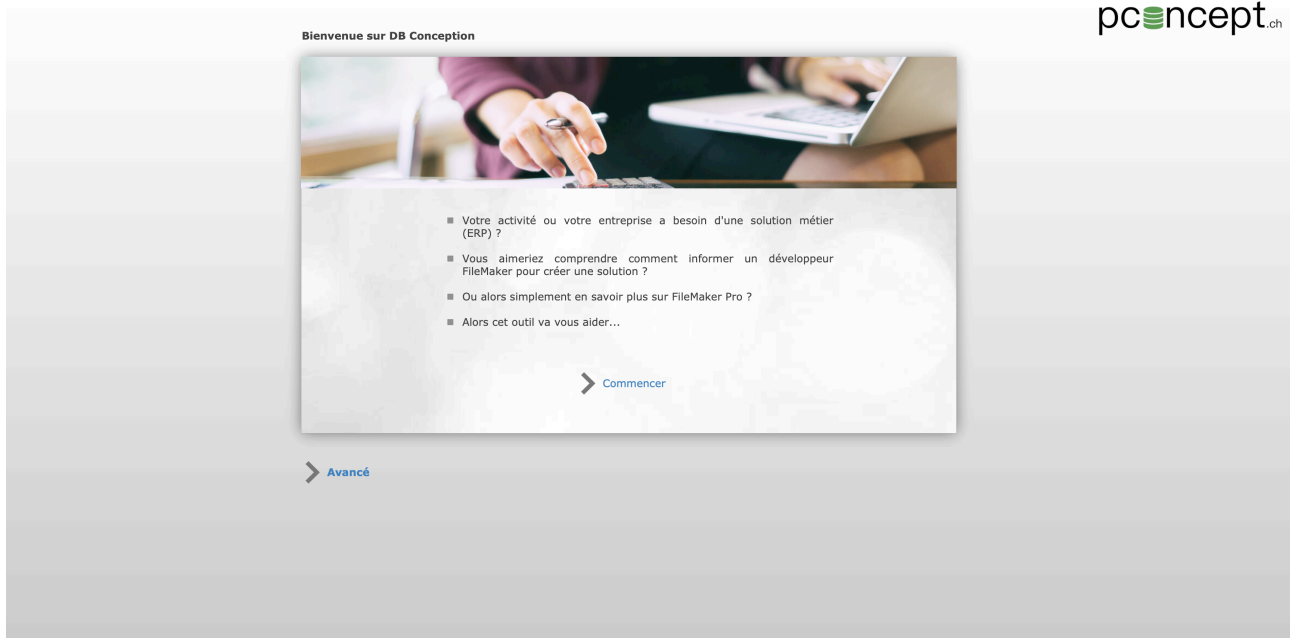 pconcept.ch
Bienvenue sur DB Conception
Votre activité ou votre entreprise a besoin d'une solution métier
(ERP) ?
Vous aimeriez comprendre comment informer un développeur
FileMaker pour créer une solution ?
Ou alors simplement en savoir plus sur FileMaker Pro ?
Alors cet outil va vous aider...
Commencer
Avancé